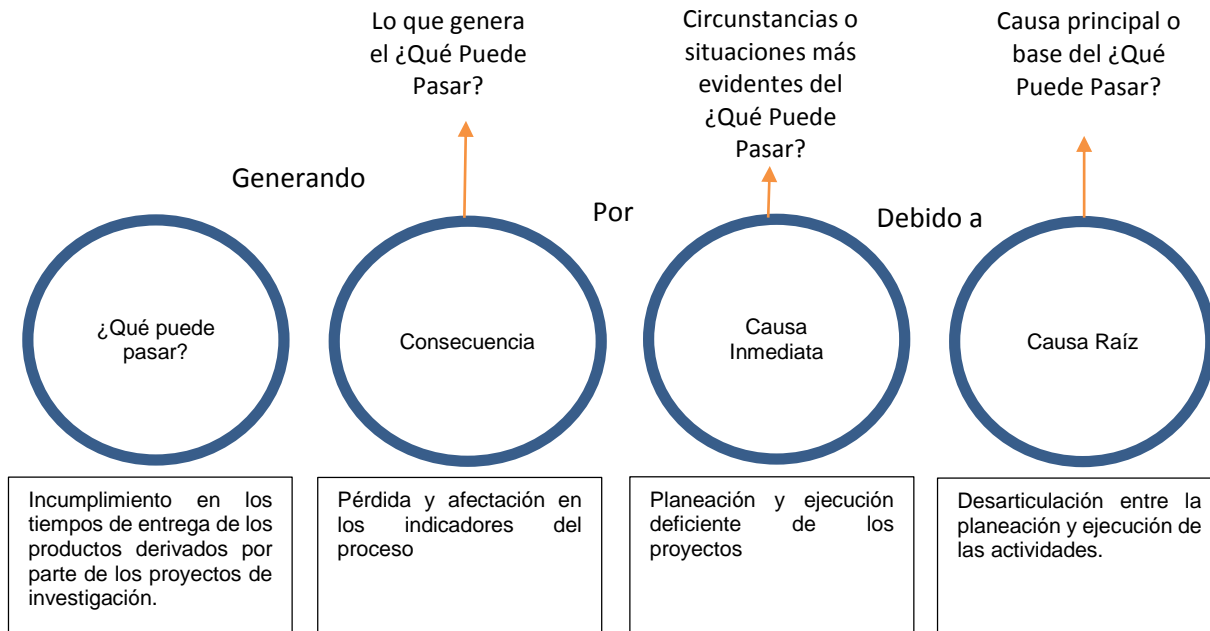 Lo que genera
el ¿Qué Puede
Pasar?
Circunstancias o
situaciones más
evidentes del
¿Qué Puede
Pasar?
Causa principal o
base del ¿Qué
Puede Pasar?
Generando
Por
Debido a
¿Qué puede
pasar?
Consecuencia
Causa
Inmediata
Causa Raíz
Incumplimiento en los
tiempos de entrega de los
productos derivados por
parte de los proyectos de
investigación.
Pérdida y afectación en
los indicadores del
proceso
Planeación y ejecución
deficiente de los
proyectos
Desarticulación entre la
planeación y ejecución de
las actividades.